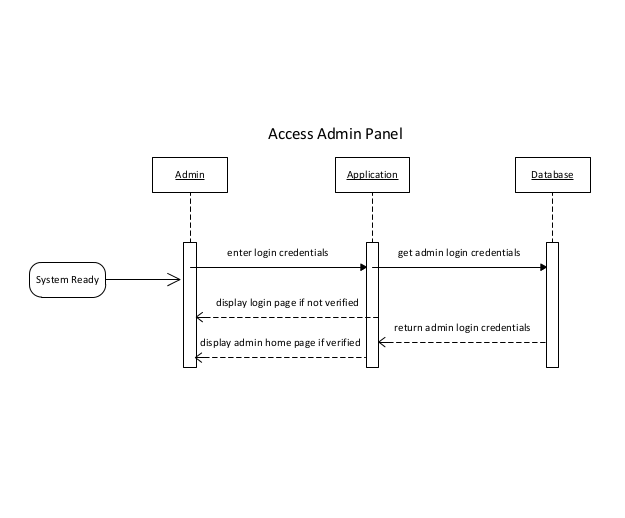 Access Admin Panel
Admin
Application
Database
enter login credentials
get admin login credentials
System Ready
display login page if not verified
return admin login credentials
display admin home page if verified